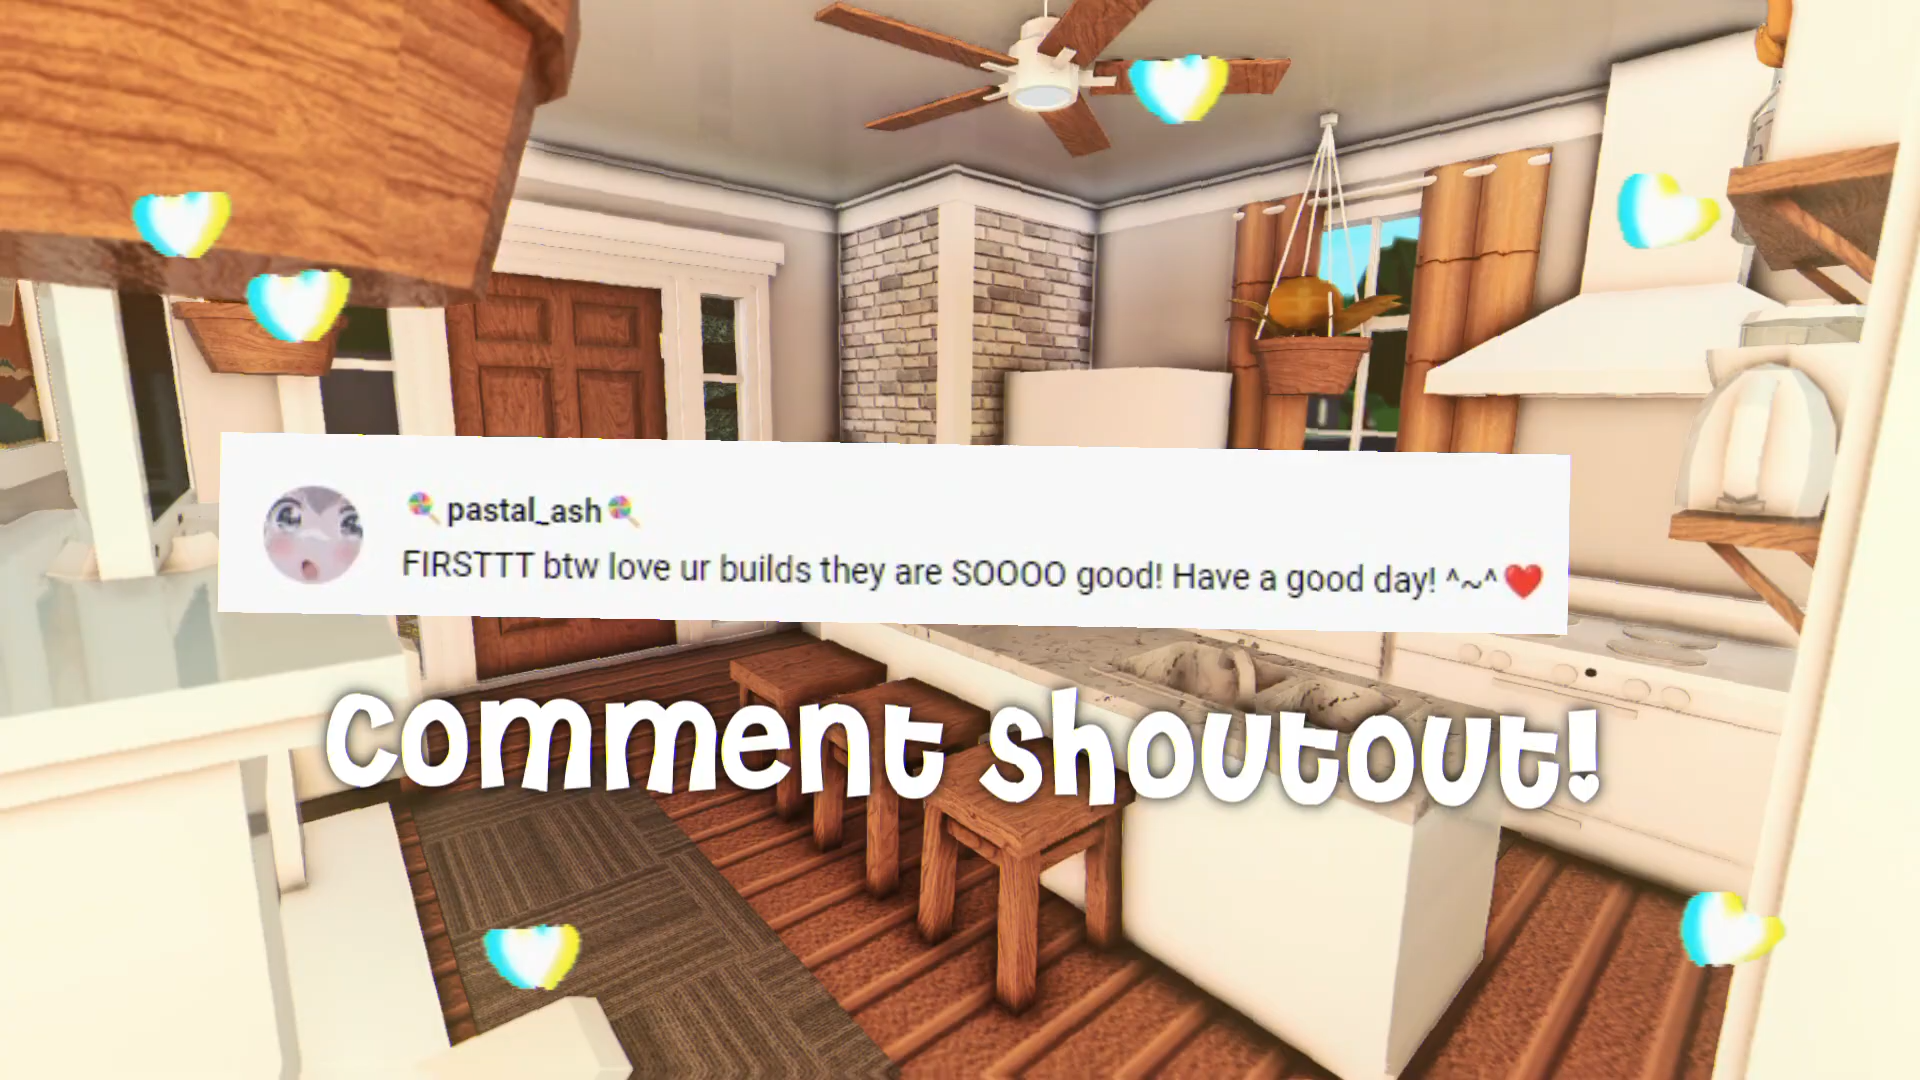 🍭pastal_ash🍭
FIRSTTT btw love ur builds they are SOOOO good! Have a good day! ^~^❤️
comment shoutout!